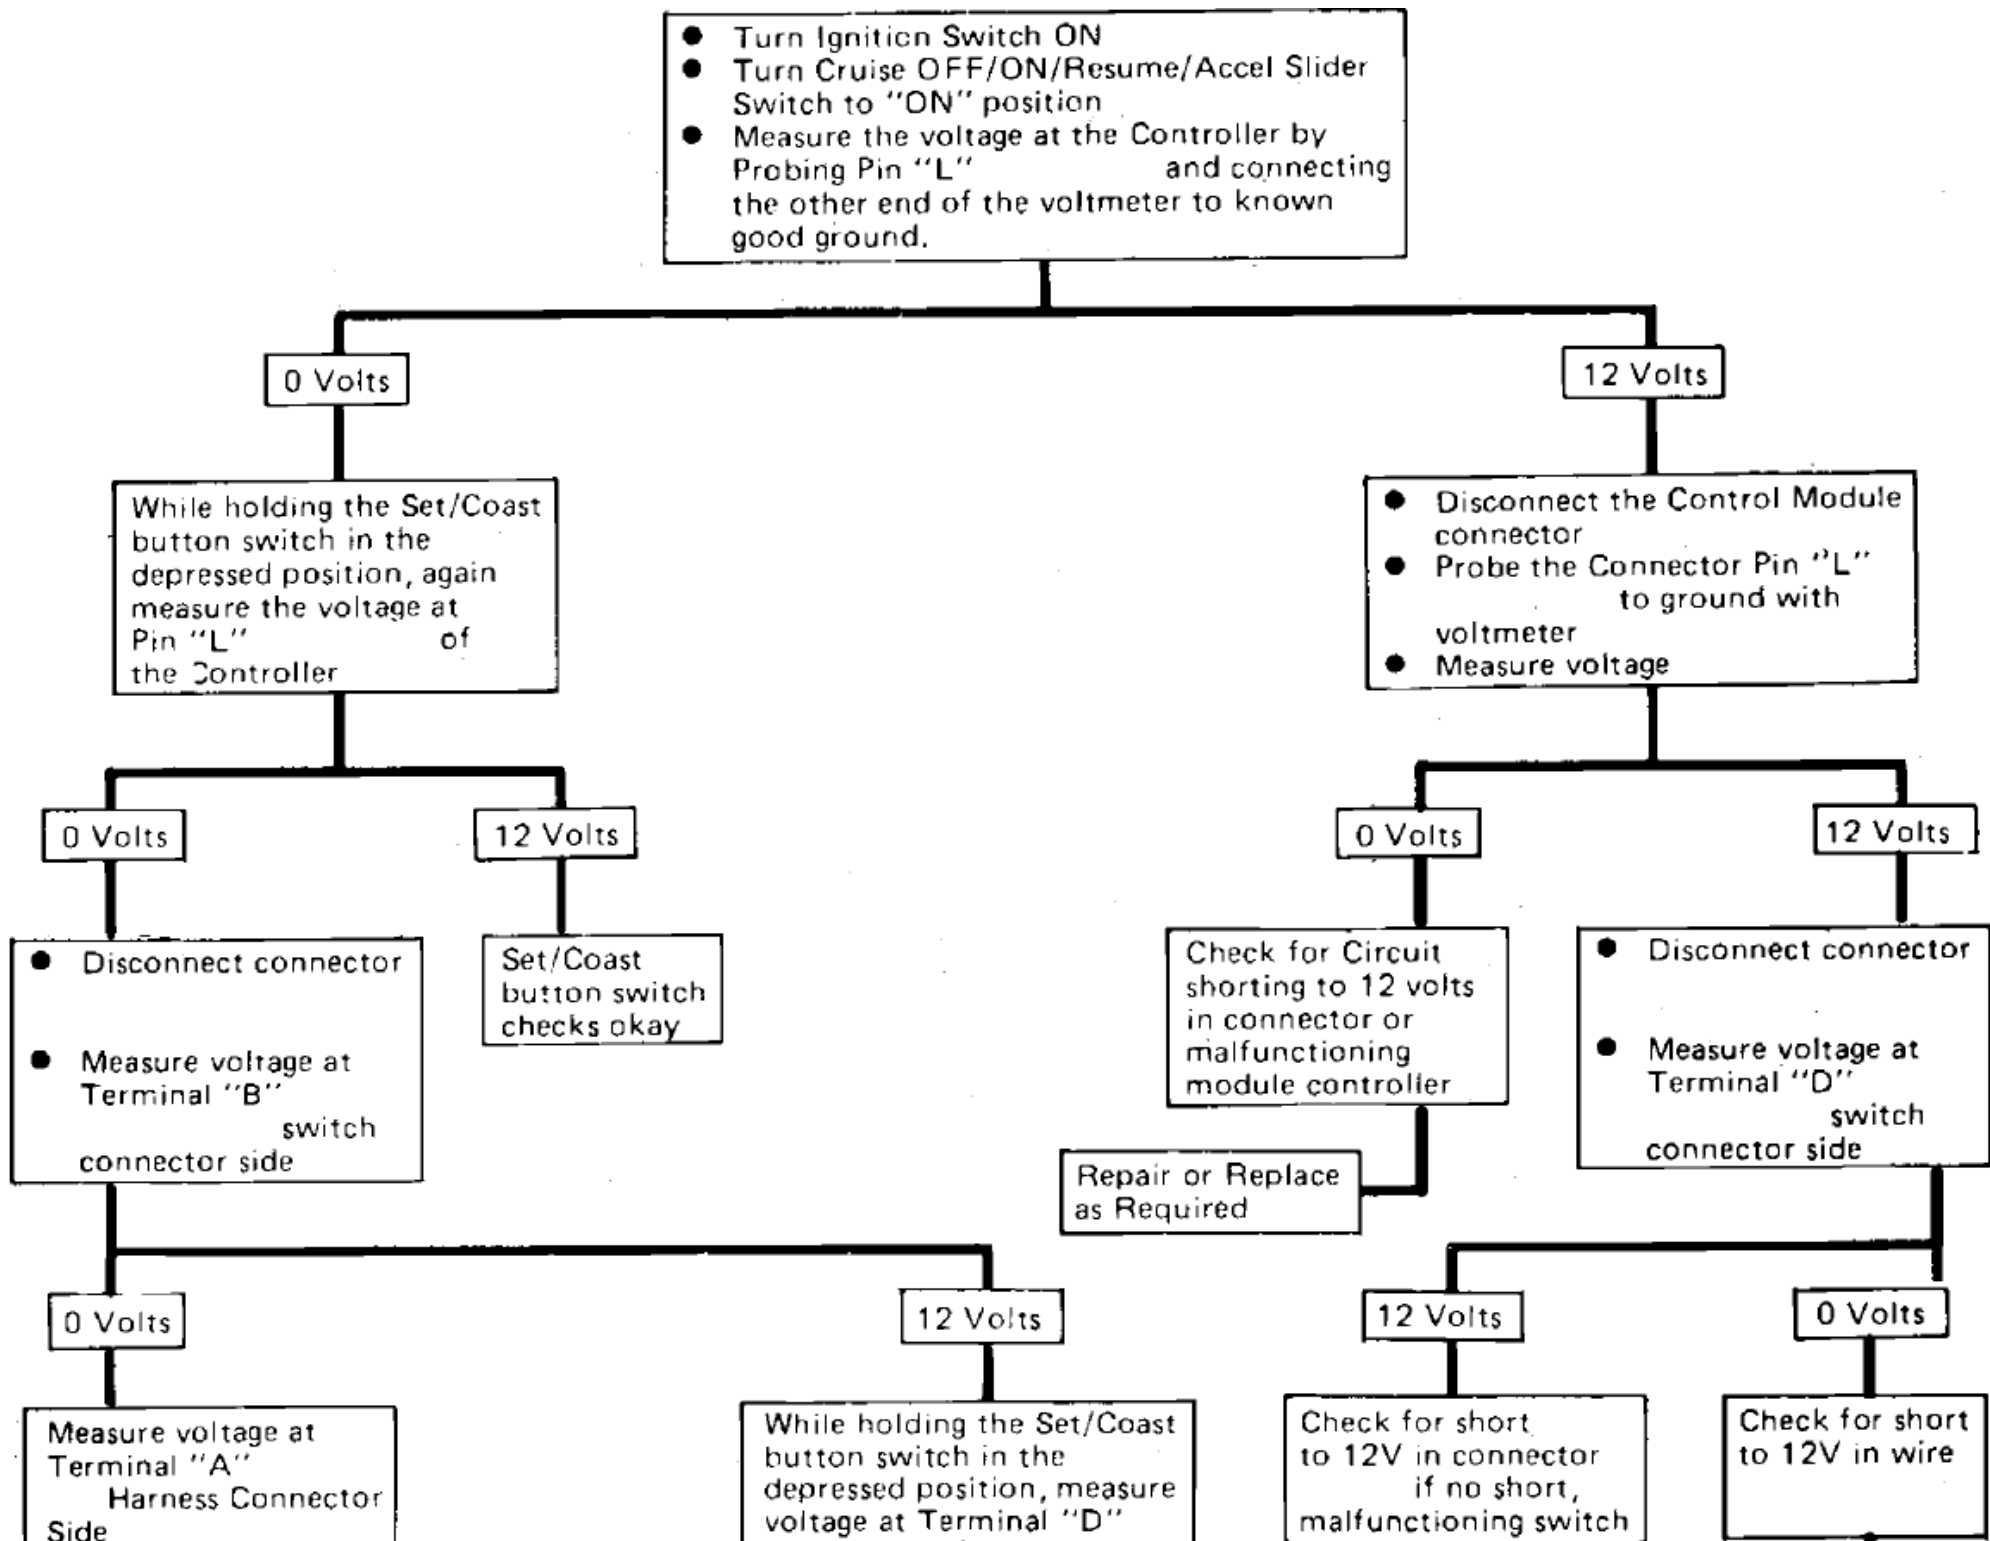 ● Turn Ignition Switch ON
● Turn Cruise OFF/ON/Resume/Accel Slider
Switch to "ON" position
● Measure the voltage at the Controller by
Probing Pin "L" and connecting
the other end of the voltmeter to known
good ground.
0 Volts
12 Volts
While holding the Set/Coast
button switch in the
depressed position, again
measure the voltage at
Pin "L" of
the Controller
● Disconnect the Control Module
connector
● Probe the Connector Pin "L"
to ground with
voltmeter
● Measure voltage
0 Volts
12 Volts
0 Volts
12 Volts
● Disconnect connector
● Measure voltage at
Terminal "B"
switch
connector side
Set/Coast
button switch
checks okay
Check for Circuit
shorting to 12 volts
in connector or
malfunctioning
module controller
● Disconnect connector
● Measure voltage at
Terminal "D"
switch
connector side
Repair or Replace
as Required
0 Volts
12 Volts
12 Volts
0 Volts
Measure voltage at
Terminal "A"
Harness Connector
Side
While holding the Set/Coast
button switch in the
depressed position, measure
voltage at Terminal "D"
Check for short
to 12V in connector
if no short,
malfunctioning switch
Check for short
to 12V in wire